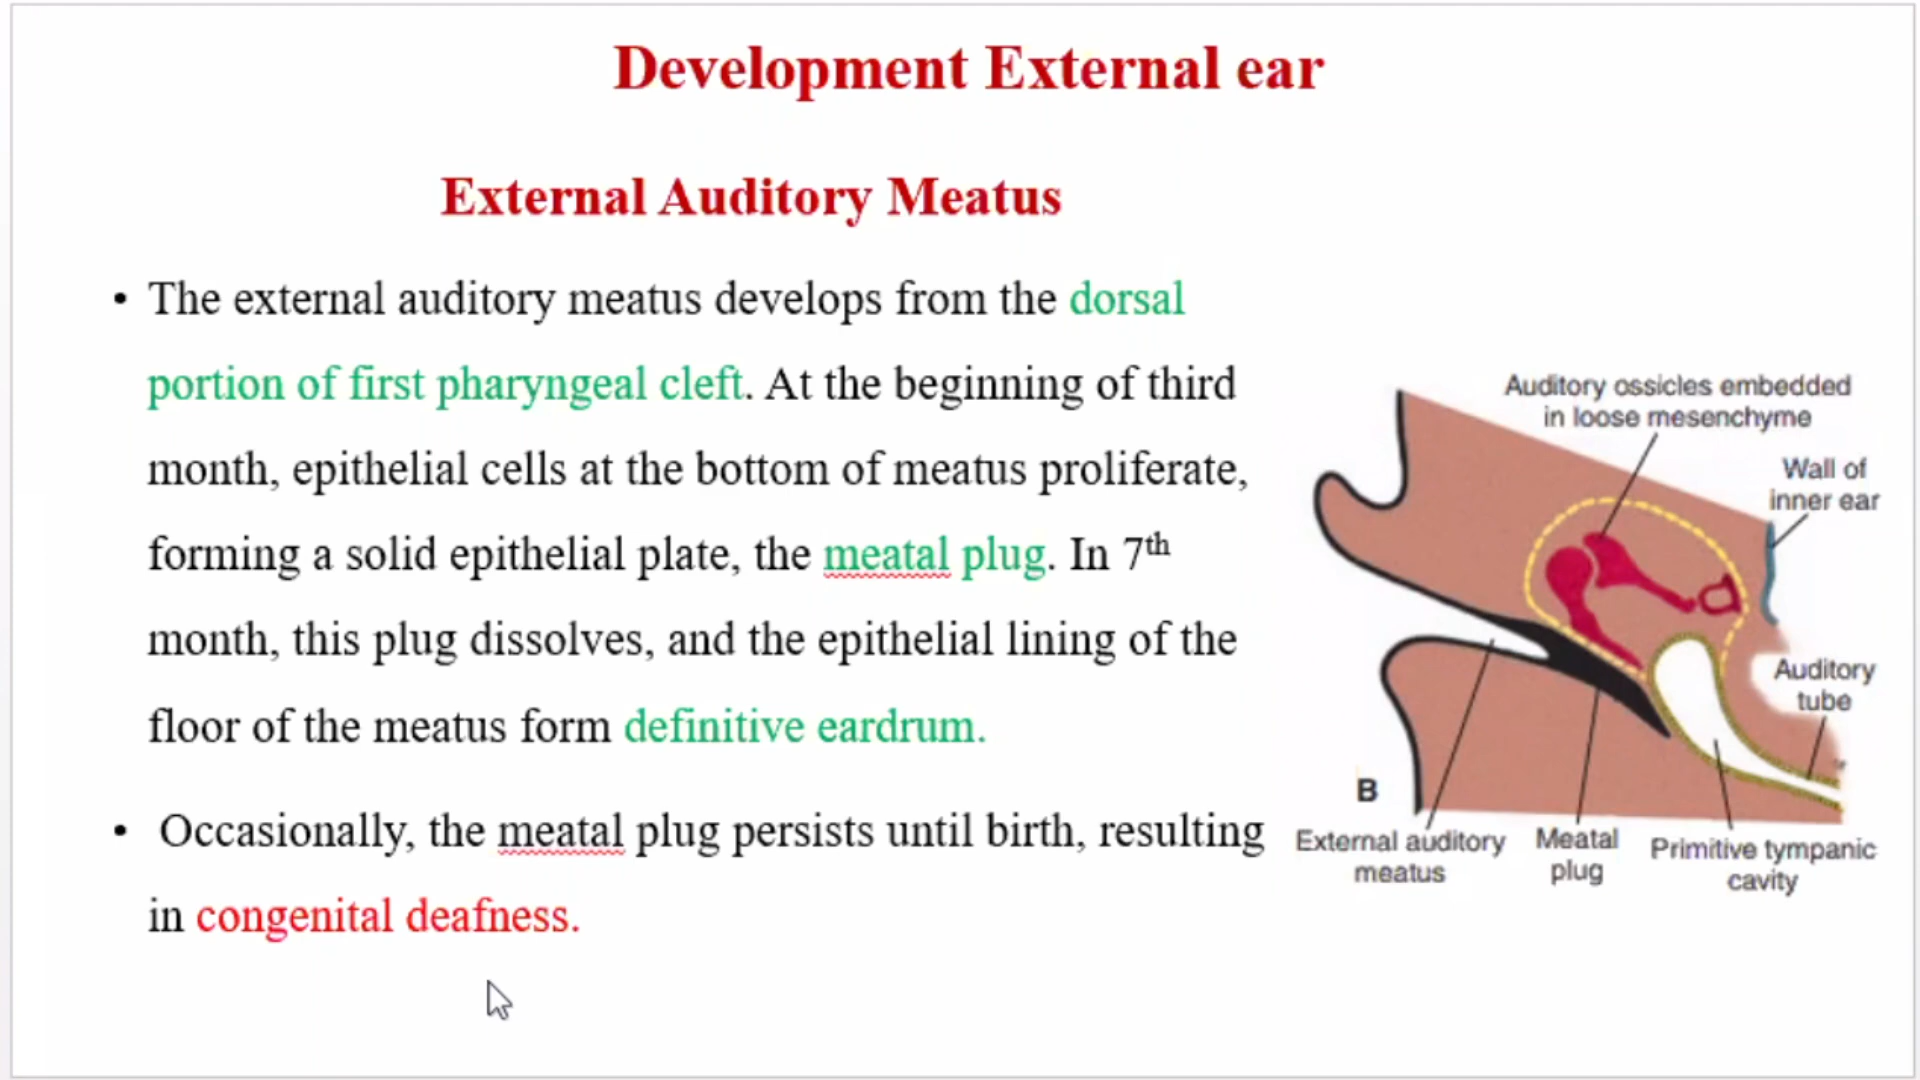 Development External ear
External Auditory Meatus
• The external auditory meatus develops from the dorsal
portion of first pharyngeal cleft. At the beginning of third
month, epithelial cells at the bottom of meatus proliferate,
forming a solid epithelial plate, the meatal plug. In 7th
month, this plug dissolves, and the epithelial lining of the
floor of the meatus form definitive eardrum.
• Occasionally, the meatal plug persists until birth, resulting
in congenital deafness.
Auditory ossicles embedded
in loose mesenchyme
Wall of
inner ear
Auditory
tube
B
External auditory
meatus
Meatal
plug
Primitive tympanic
cavity